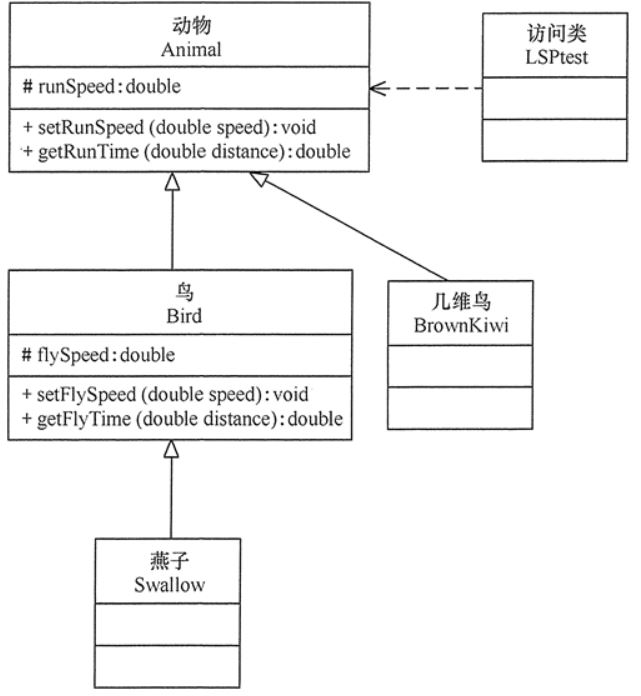 动物
Animal
# runSpeed:double
+ setRunSpeed (double speed):void
+ getRunTime (double distance):double
访问类
LSPtest
鸟
Bird
# flySpeed:double
+ setFlySpeed (double speed):void
+ getFlyTime (double distance):double
几维鸟
BrownKiwi
燕子
Swallow